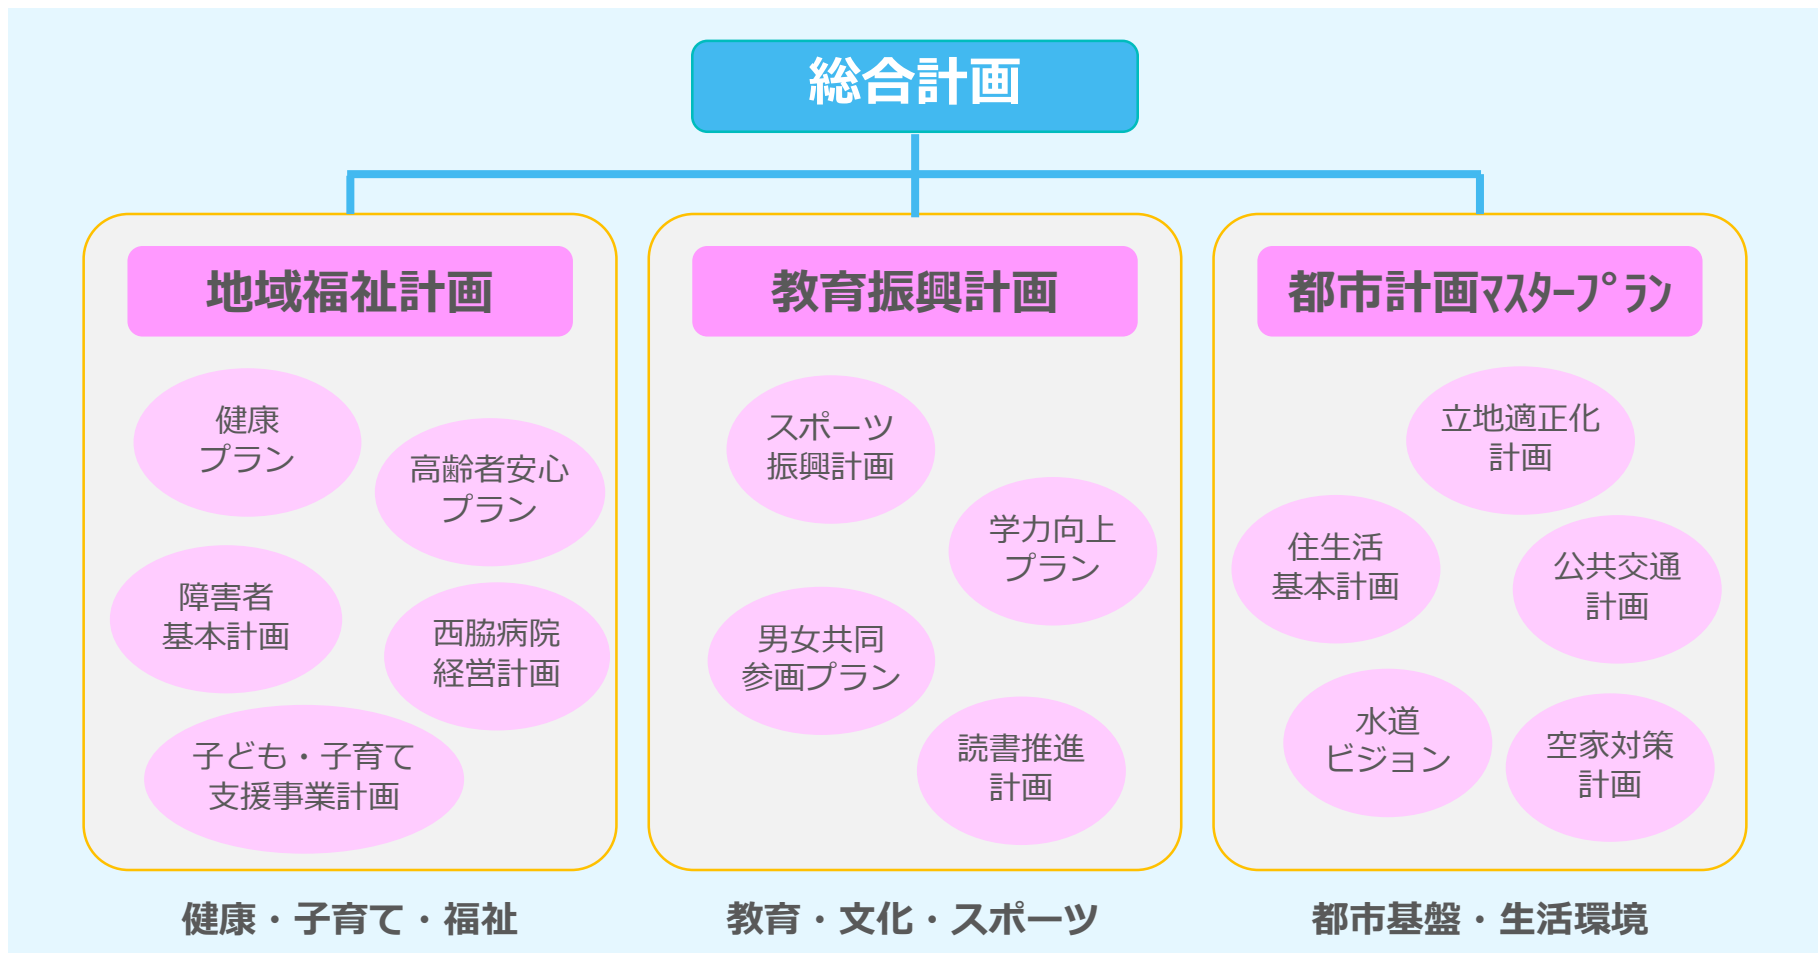 総合計画
地域福祉計画
健康
プラン
高齢者安心
プラン
障害者
基本計画
西脇病院
経営計画
子ども・子育て
支援事業計画
健康・子育て・福祉
教育振興計画
スポーツ
振興計画
学力向上
プラン
男女共同
参画プラン
読書推進
計画
教育・文化・スポーツ
都市計画ﾏｽﾀｰﾌﾟﾗﾝ
立地適正化
計画
住生活
基本計画
公共交通
計画
水道
ビジョン
空家対策
計画
都市基盤・生活環境